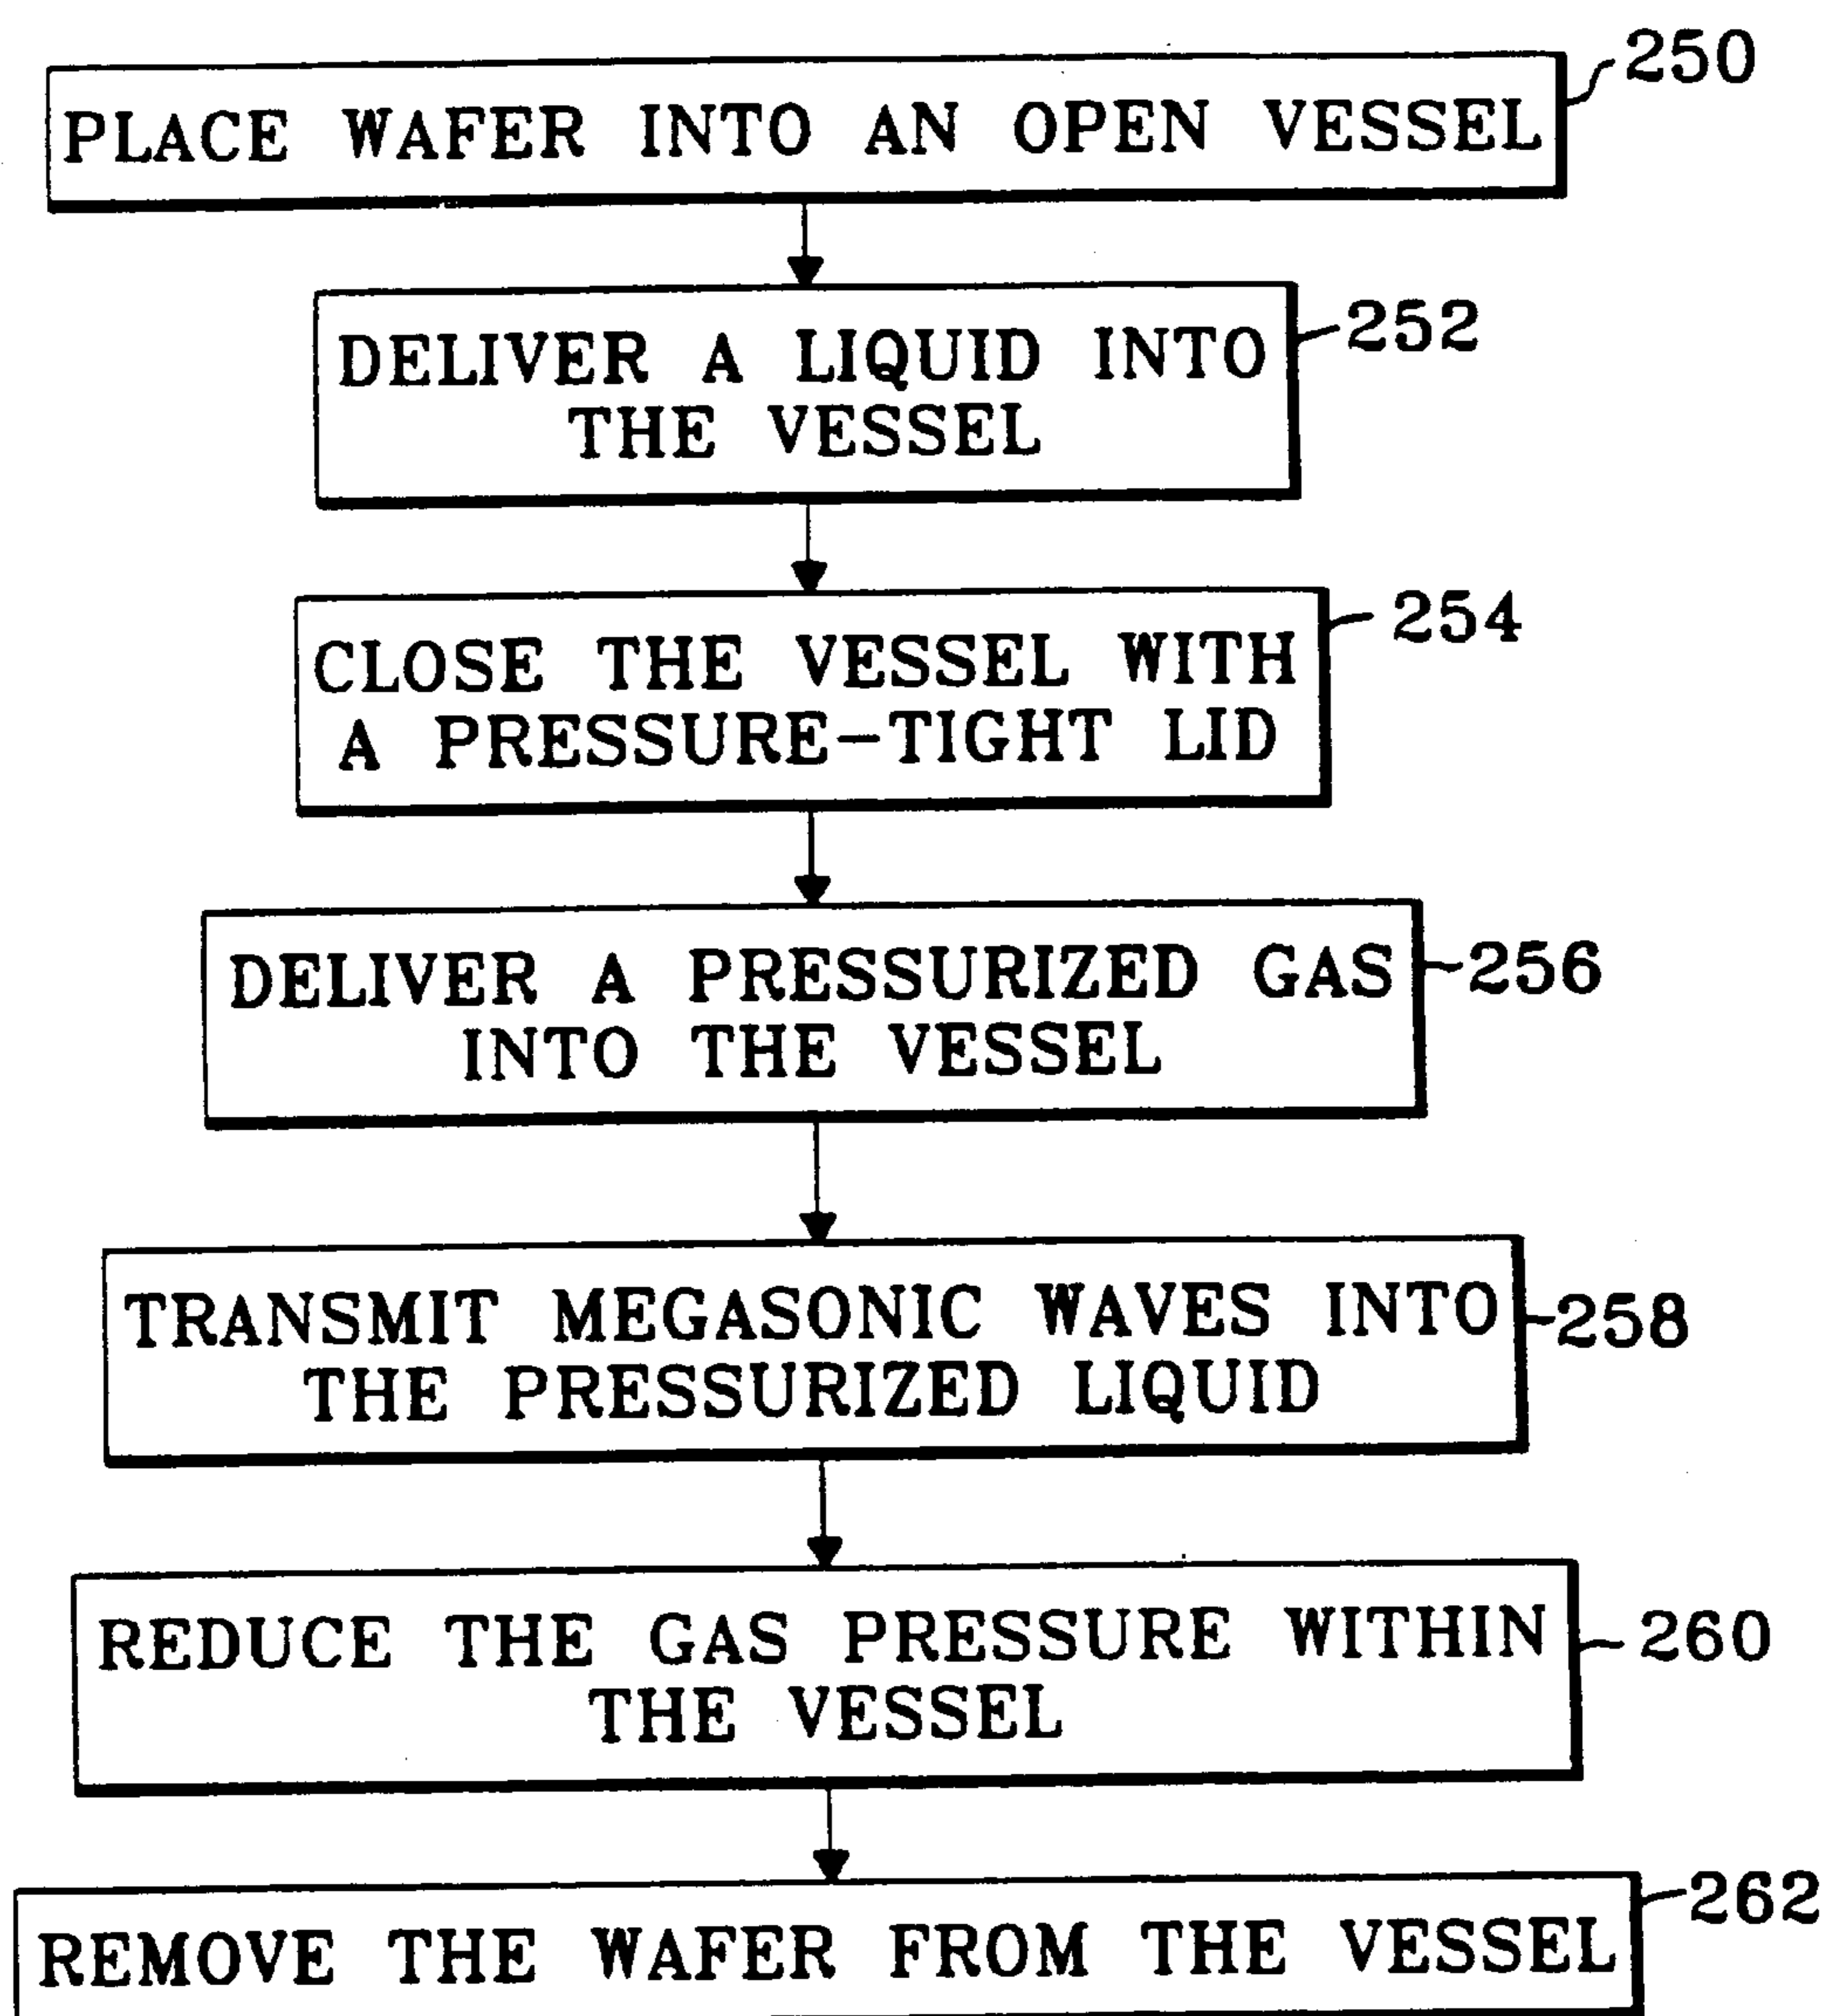 250
PLACE WAFER INTO AN OPEN VESSEL
252
DELIVER A LIQUID INTO
THE VESSEL
254
CLOSE THE VESSEL WITH
A PRESSURE-TIGHT LID
256
DELIVER A PRESSURIZED GAS
INTO THE VESSEL
258
TRANSMIT MEGASONIC WAVES INTO
THE PRESSURIZED LIQUID
260
REDUCE THE GAS PRESSURE WITHIN
THE VESSEL
262
REMOVE THE WAFER FROM THE VESSEL